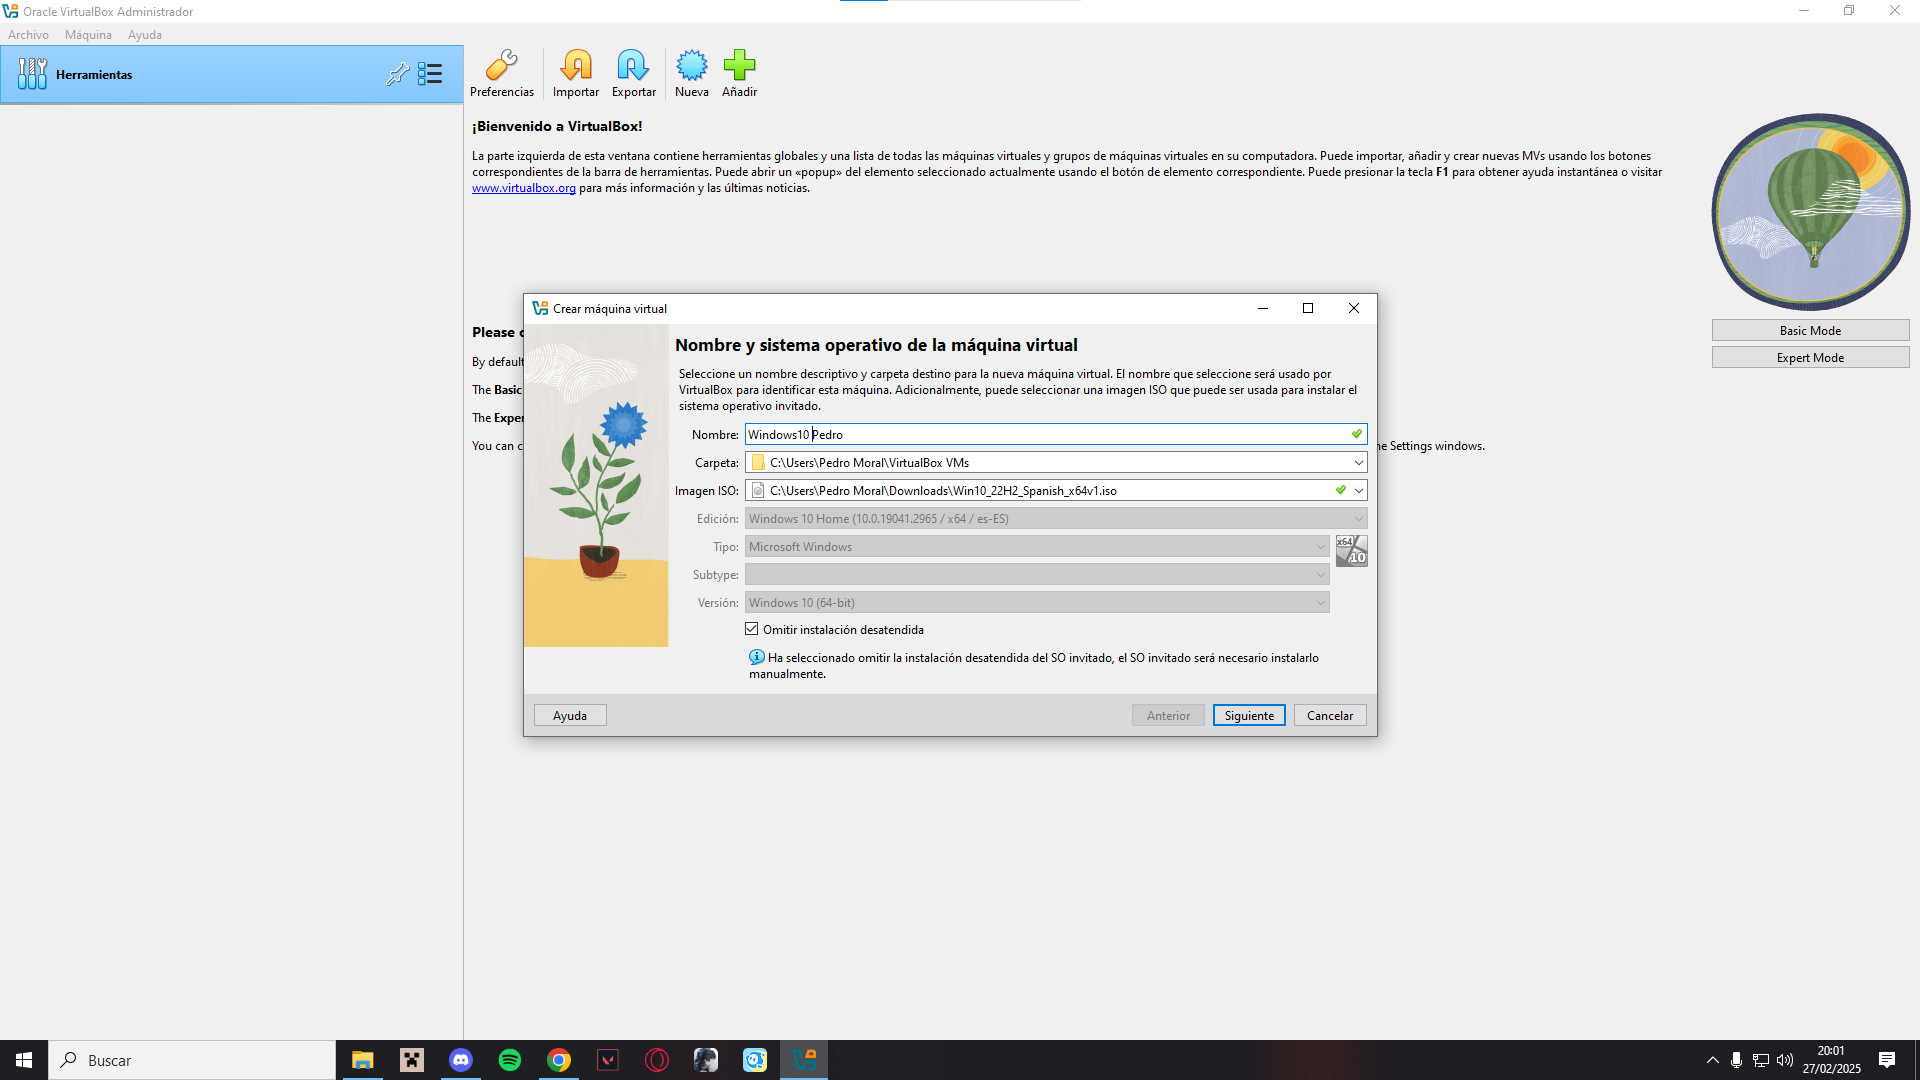 Oracle VirtualBox Administrador
Archivo Máquina Ayuda
Herramientas
Preferencias Importar Exportar Nueva Añadir
¡Bienvenido a VirtualBox!
La parte izquierda de esta ventana contiene herramientas globales y una lista de todas las máquinas virtuales y grupos de máquinas virtuales en su computadora. Puede importar, añadir y crear nuevas MVs usando los botones
correspondientes de la barra de herramientas. Puede abrir un «popup» del elemento seleccionado actualmente usando el botón de elemento correspondiente. Puede presionar la tecla F1 para obtener ayuda instantánea o visitar
www.virtualbox.org para más información y las últimas noticias.
Please c
By default
The Basic
The Exper
You can c
ne Settings windows.
Basic Mode
Expert Mode
Crear máquina virtual
Nombre y sistema operativo de la máquina virtual
Seleccione un nombre descriptivo y carpeta destino para la nueva máquina virtual. El nombre que seleccione será usado por
VirtualBox para identificar esta máquina. Adicionalmente, puede seleccionar una imagen ISO que puede ser usada para instalar el
sistema operativo invitado.
Nombre: Windows10 Pedro
Carpeta: C:\Users\Pedro Moral\VirtualBox VMs
Imagen ISO: C:\Users\Pedro Moral\Downloads\Win10_22H2_Spanish_x64v1.iso
Edición: Windows 10 Home (10.0.19041.2965 / x64 / es-ES)
Tipo: Microsoft Windows
x64
10
Subtype:
Versión: Windows 10 (64-bit)
Omitir instalación desatendida
Ha seleccionado omitir la instalación desatendida del SO invitado, el SO invitado será necesario instalarlo
manualmente.
Ayuda Anterior Siguiente Cancelar
Buscar
20:01
27/02/2025